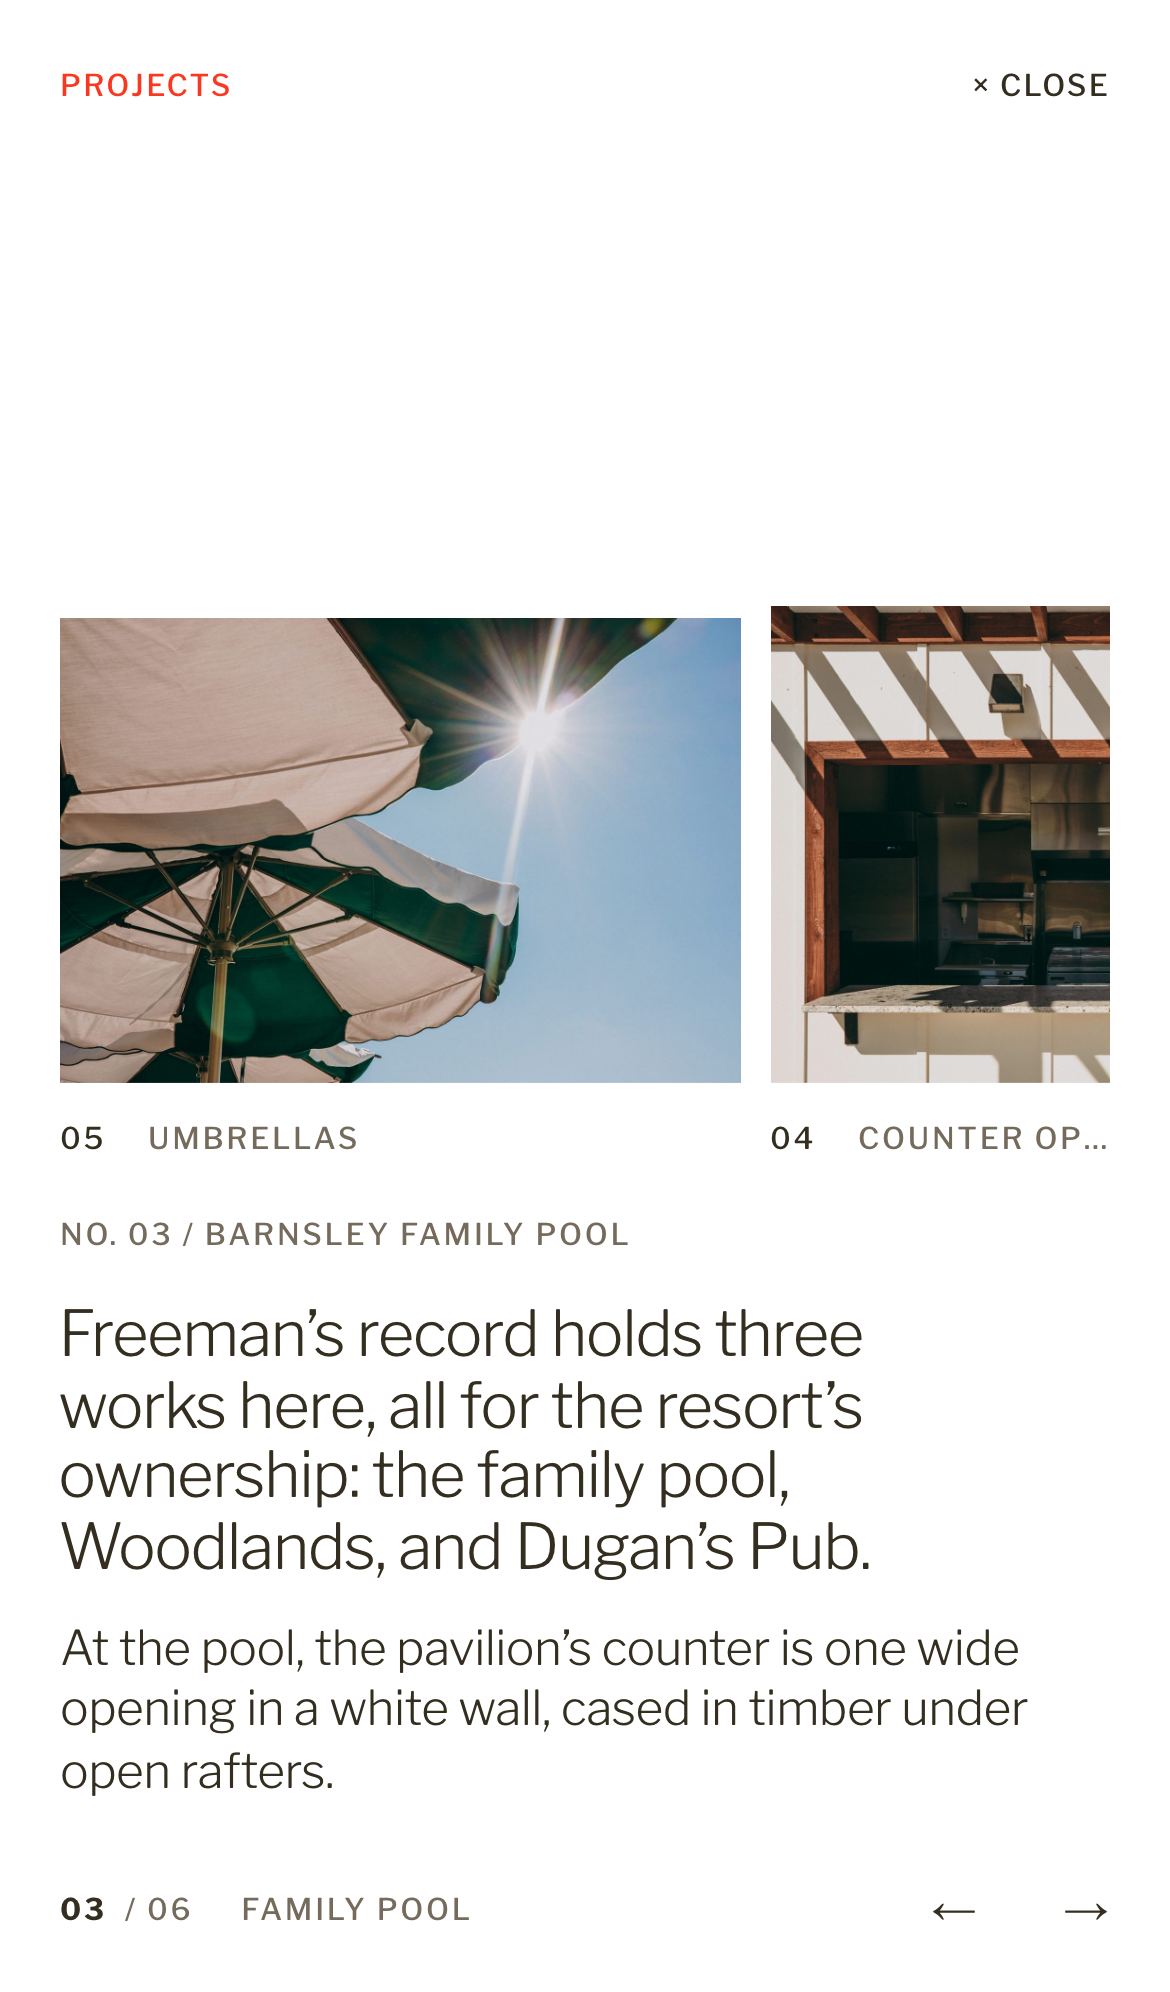 PROJECTS
× CLOSE
05 UMBRELLAS
04 COUNTER OP...
NO. 03 / BARNSLEY FAMILY POOL
Freeman’s record holds three
works here, all for the resort’s
ownership: the family pool,
Woodlands, and Dugan’s Pub.
At the pool, the pavilion’s counter is one wide
opening in a white wall, cased in timber under
open rafters.
03 / 06 FAMILY POOL
← →